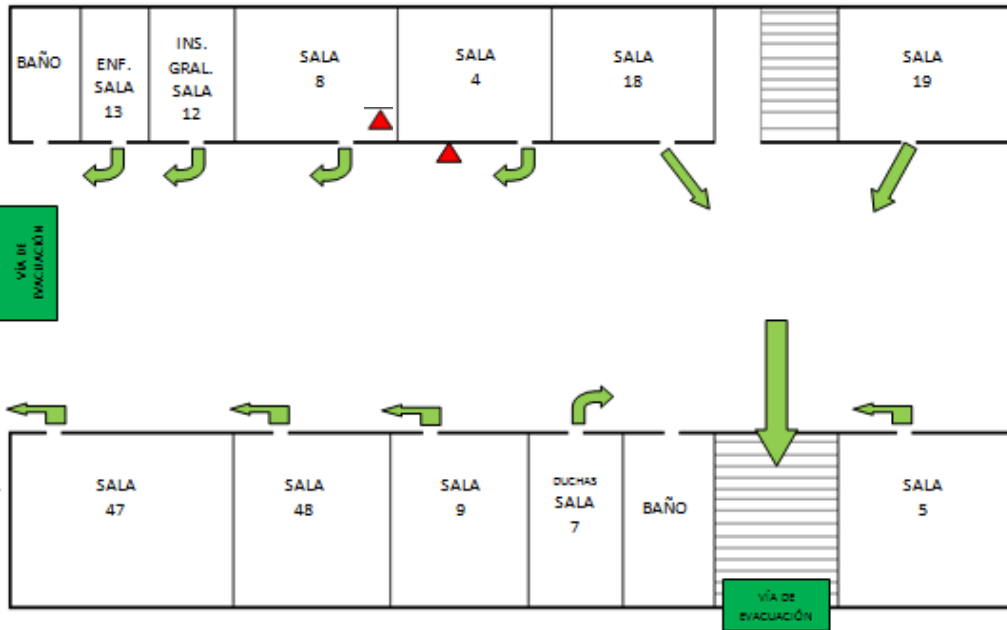 BAÑO
ENF.
SALA
13
INS.
GRAL.
SALA
12
SALA
8
SALA
4
SALA
18
SALA
19
VÍA DE
EVACUACIÓN
SALA
47
SALA
48
SALA
9
DUCHAS
SALA
7
BAÑO
SALA
5
VÍA DE
EVACUACIÓN